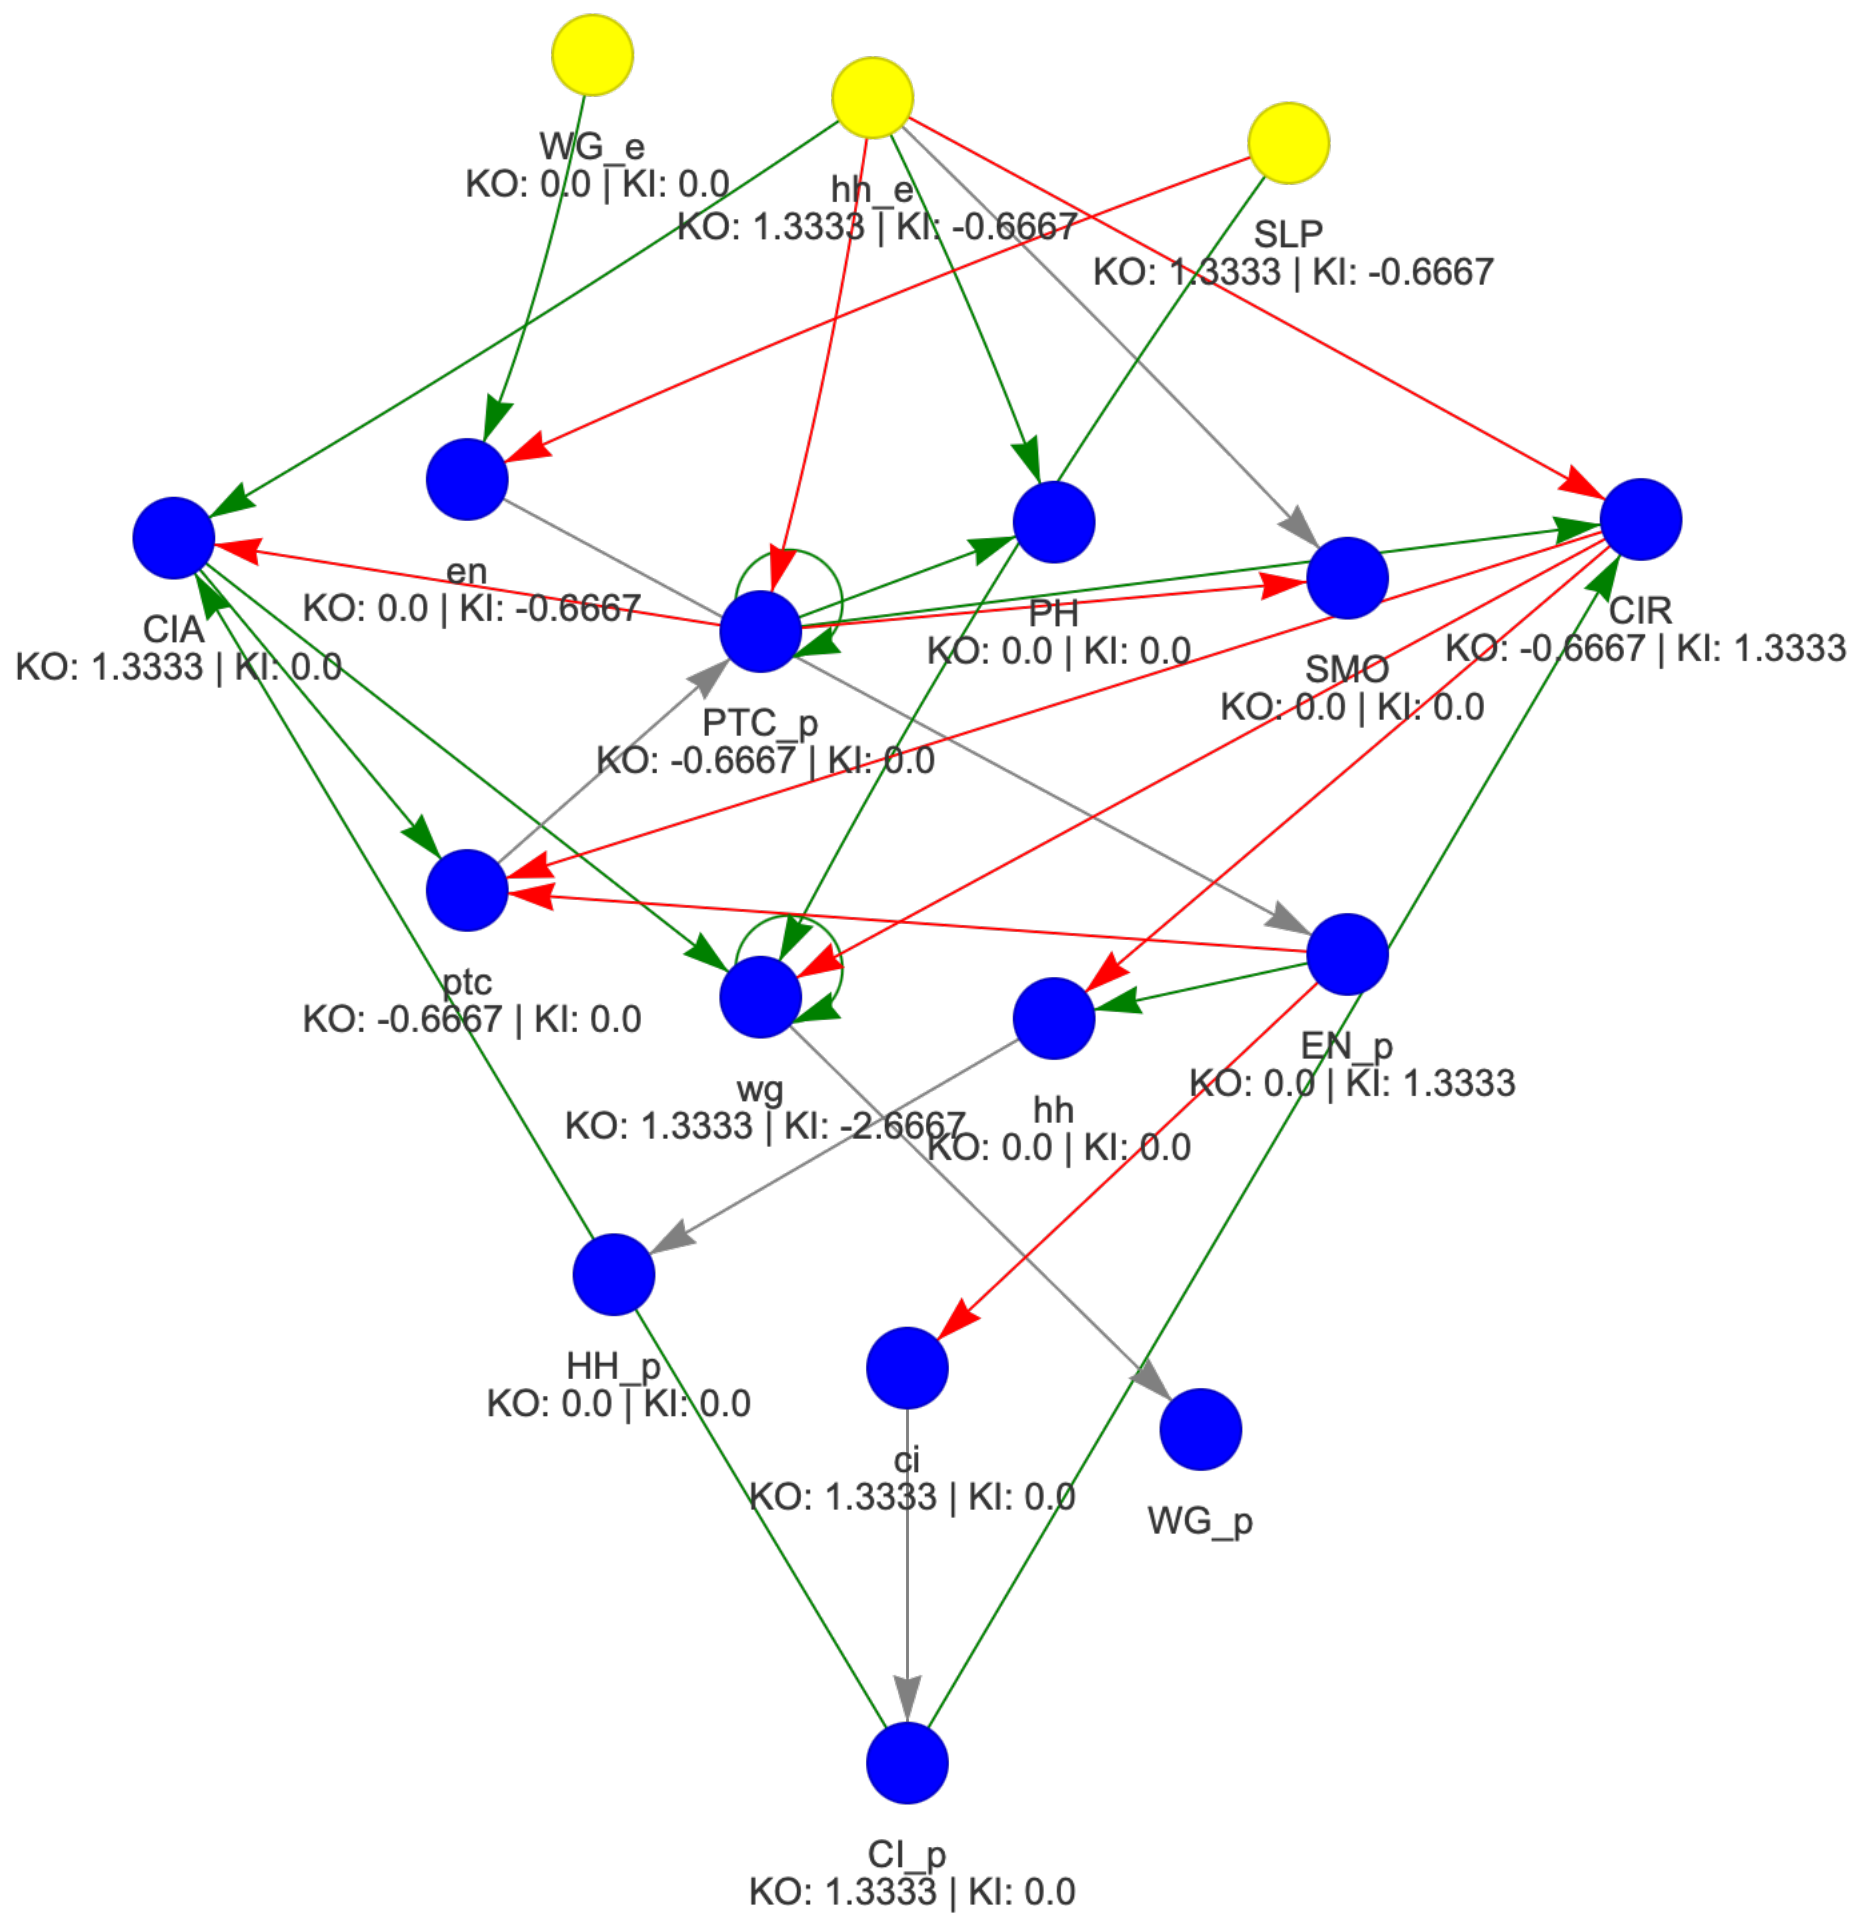 WG_e
KO: 0.0 | KI: 0.0
hh_e
KO: 1.3333 | KI: -0.6667
SLP
KO: 1.3333 | KI: -0.6667
en
KO: 0.0 | KI: -0.6667
PH
KO: 0.0 | KI: 0.0
CIR
KO: -0.6667 | KI: 1.3333
CIA
KO: 1.3333 | KI: 0.0
SMO
KO: 0.0 | KI: 0.0
PTC_p
KO: -0.6667 | KI: 0.0
ptc
KO: -0.6667 | KI: 0.0
EN_p
KO: 0.0 | KI: 1.3333
wg
KO: 1.3333 | KI: -2.6667
hh
KO: 0.0 | KI: 0.0
HH_p
KO: 0.0 | KI: 0.0
ci
KO: 1.3333 | KI: 0.0
WG_p
CI_p
KO: 1.3333 | KI: 0.0